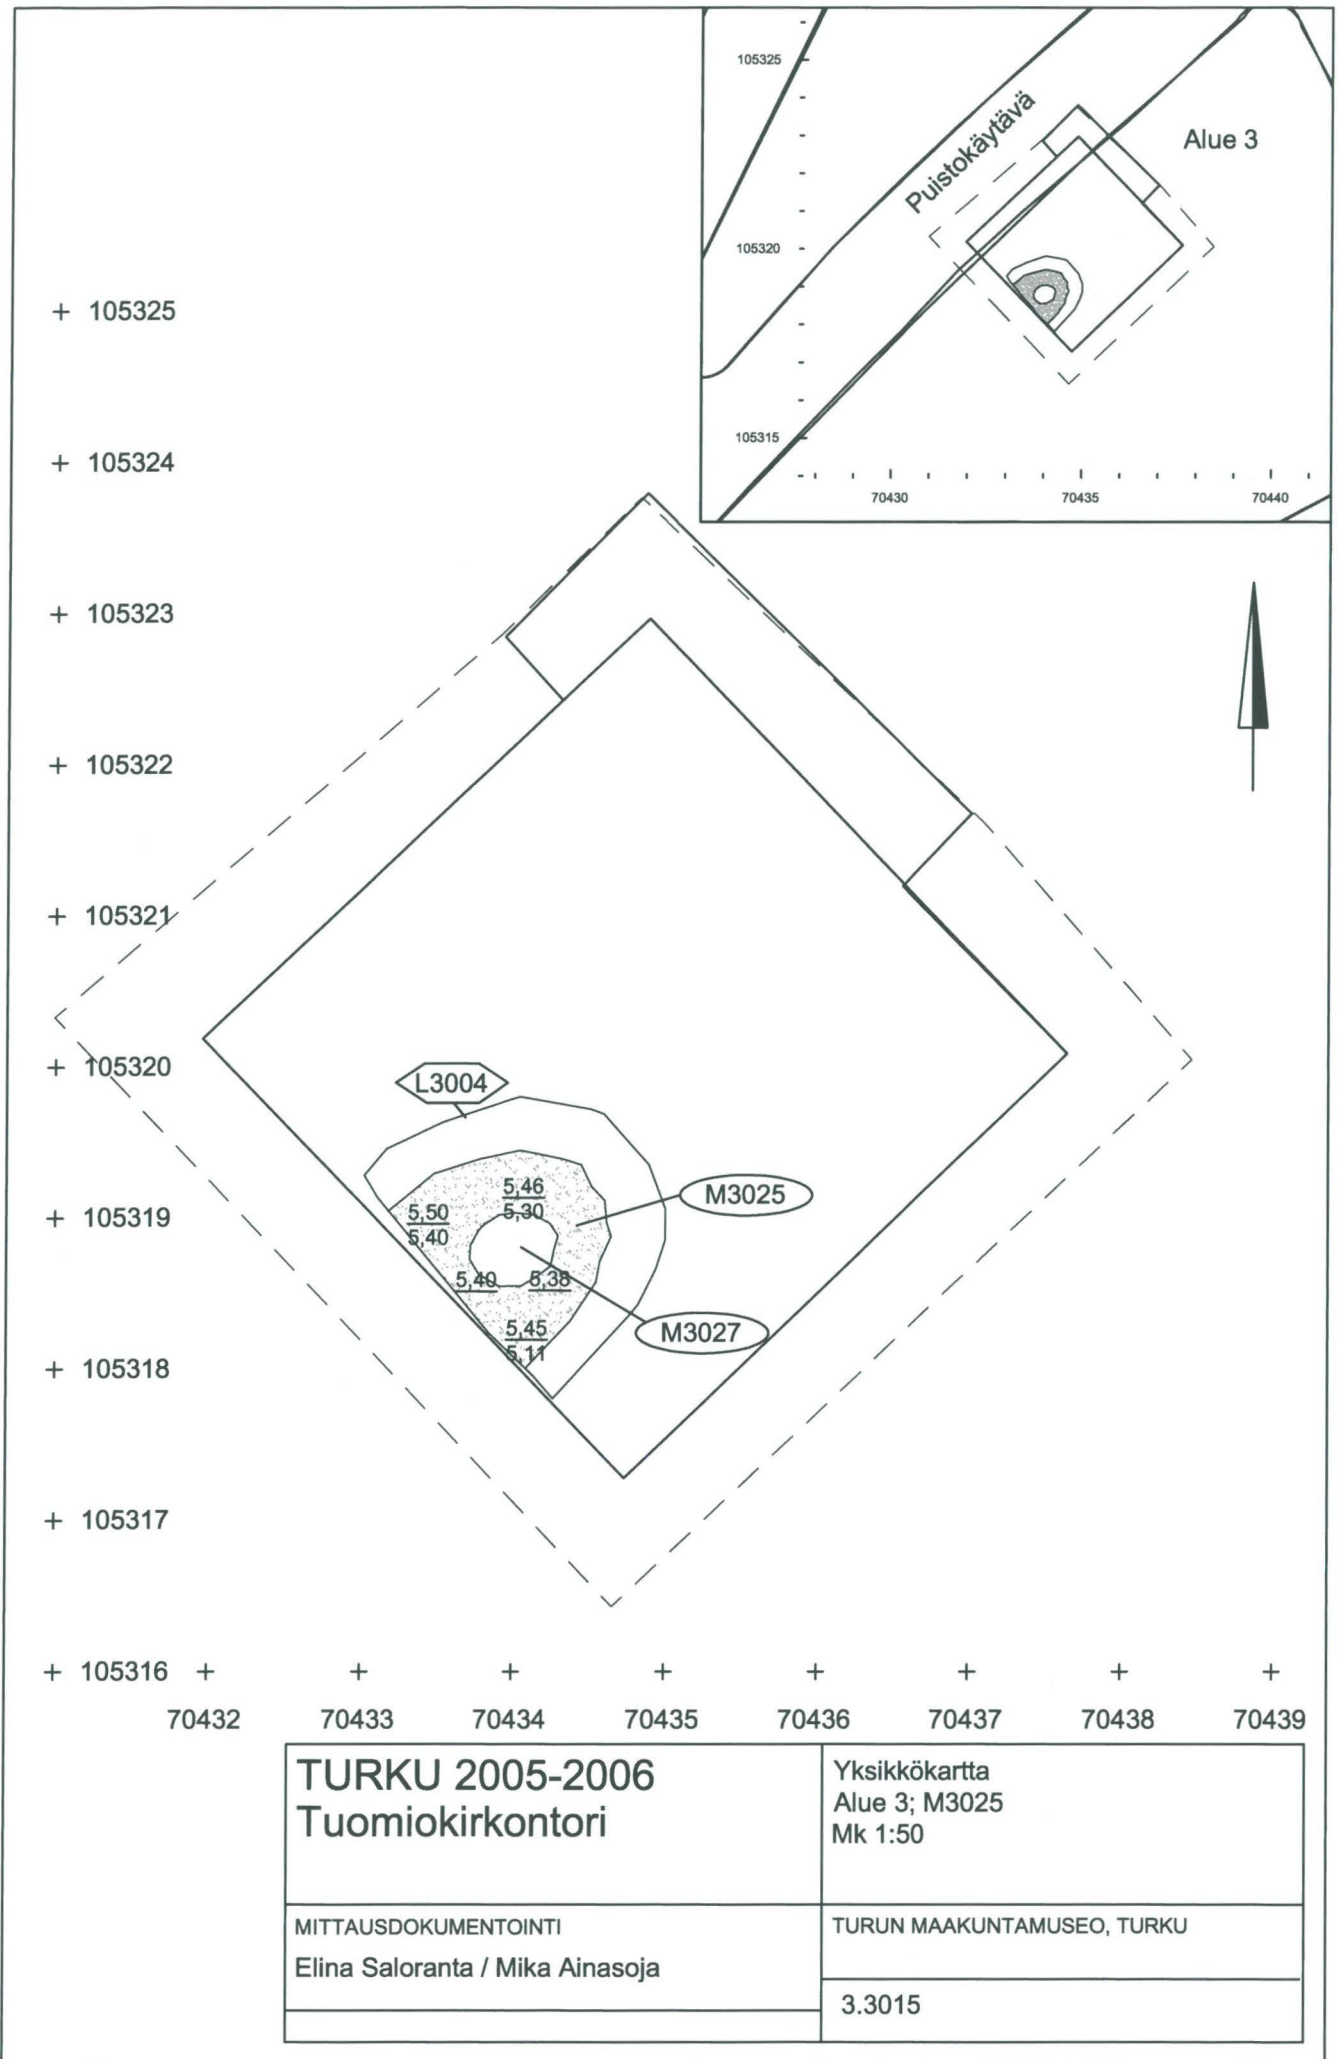 105325
Puistokäytävä
Alue 3
105320
105315
70430
70435
70440
+ 105325
+ 105324
+ 105323
+ 105322
+ 105321
+ 105320
L3004
5,46
5,30
M3025
+ 105319
5,50
5,40
5,40
5,38
M3027
5,45
5,11
+ 105318
+ 105317
+ 105316 + + + + + + + +
70432 70433 70434 70435 70436 70437 70438 70439
TURKU 2005-2006
Tuomiokirkontori
Yksikkökartta
Alue 3; M3025
Mk 1:50
MITTAUSDOKUMENTOINTI
Elina Saloranta / Mika Ainasoja
TURUN MAAKUNTAMUSEO, TURKU
3.3015